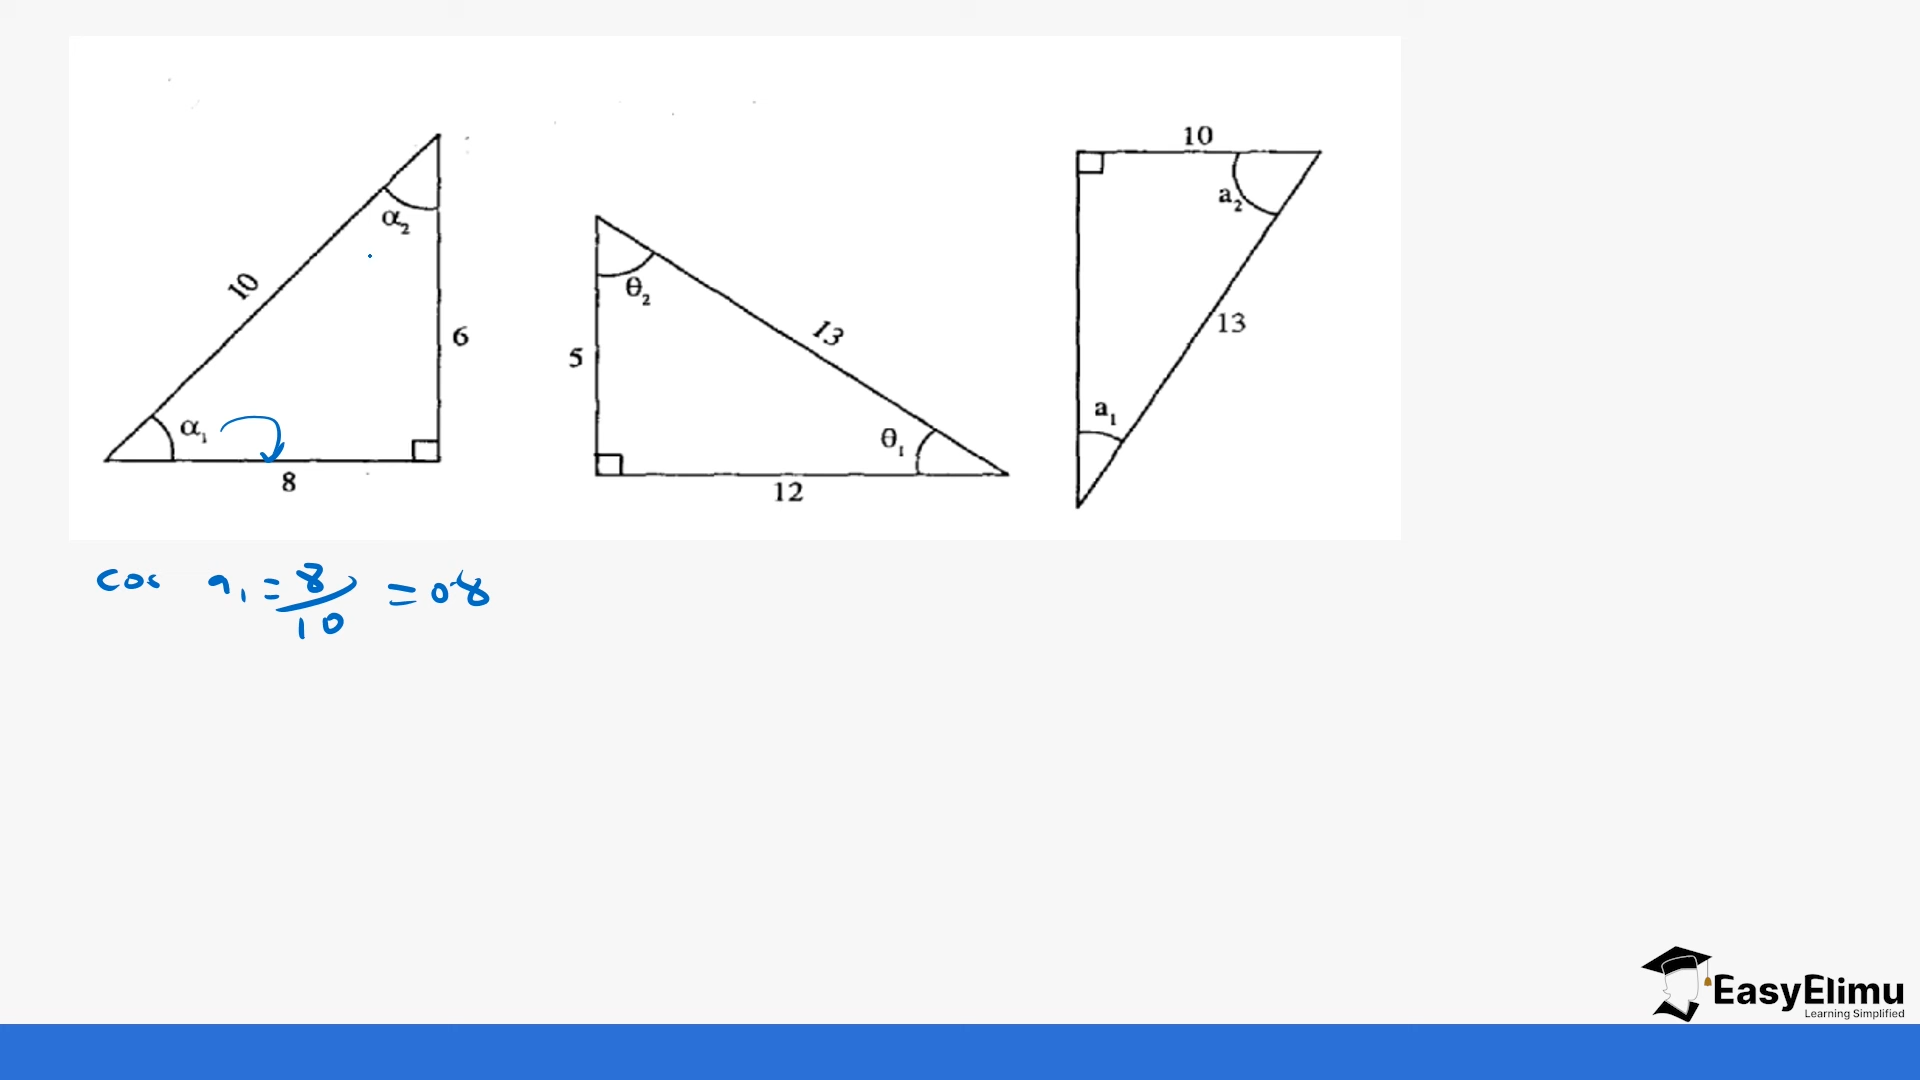 10
α₂
6
α₁
8
θ₂
5
13
θ₁
12
10
a₂
13
a₁
cos a₁ = 8/10 = 0·8
EasyElimu
Learning Simplified